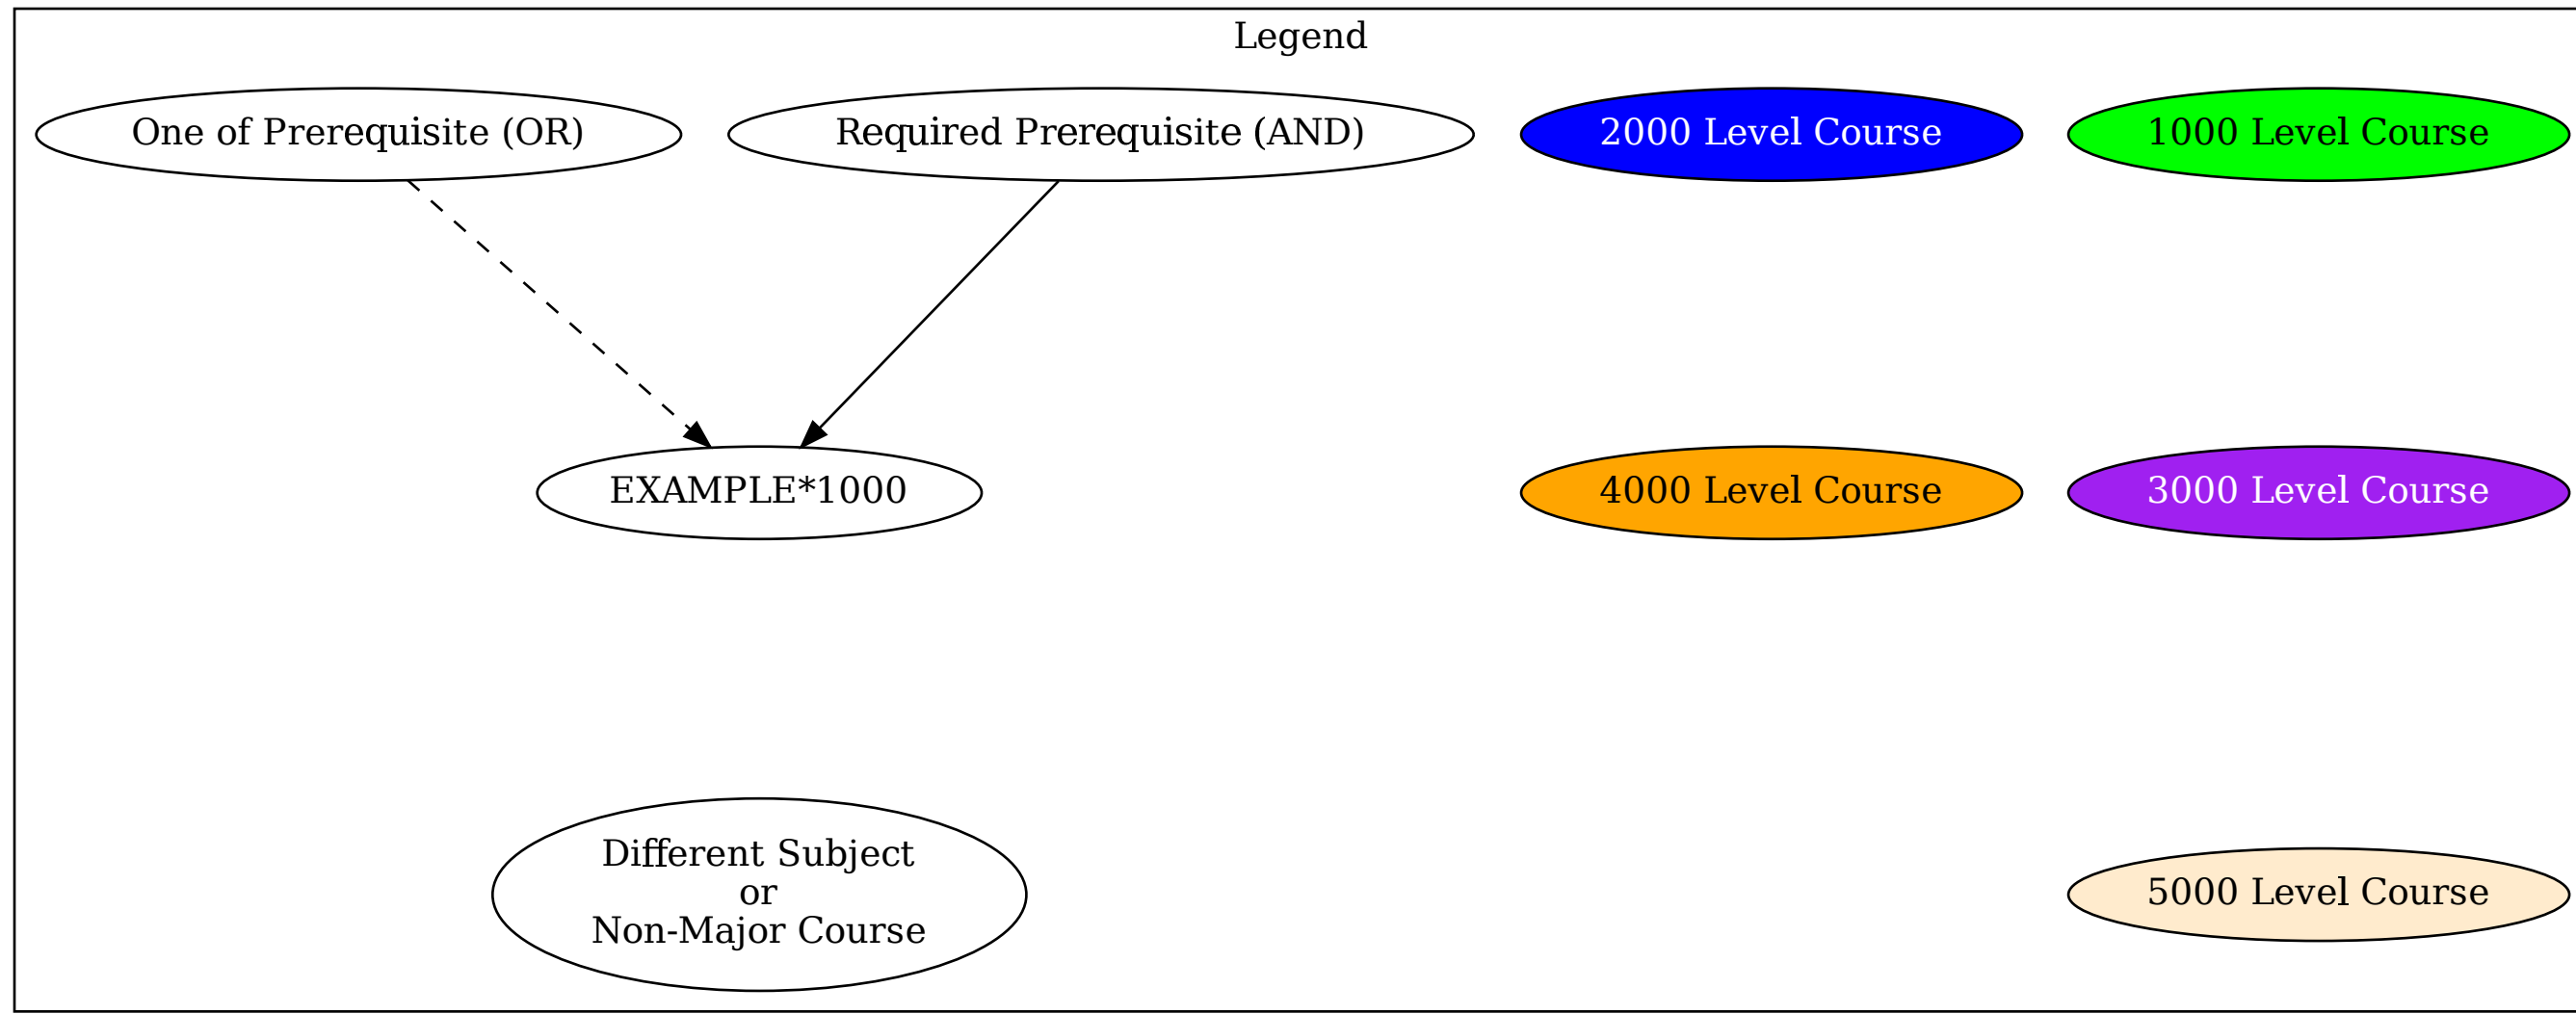 Legend
One of Prerequisite (OR)
Required Prerequisite (AND)
2000 Level Course
1000 Level Course
EXAMPLE*1000
4000 Level Course
3000 Level Course
Different Subject
or
Non-Major Course
5000 Level Course